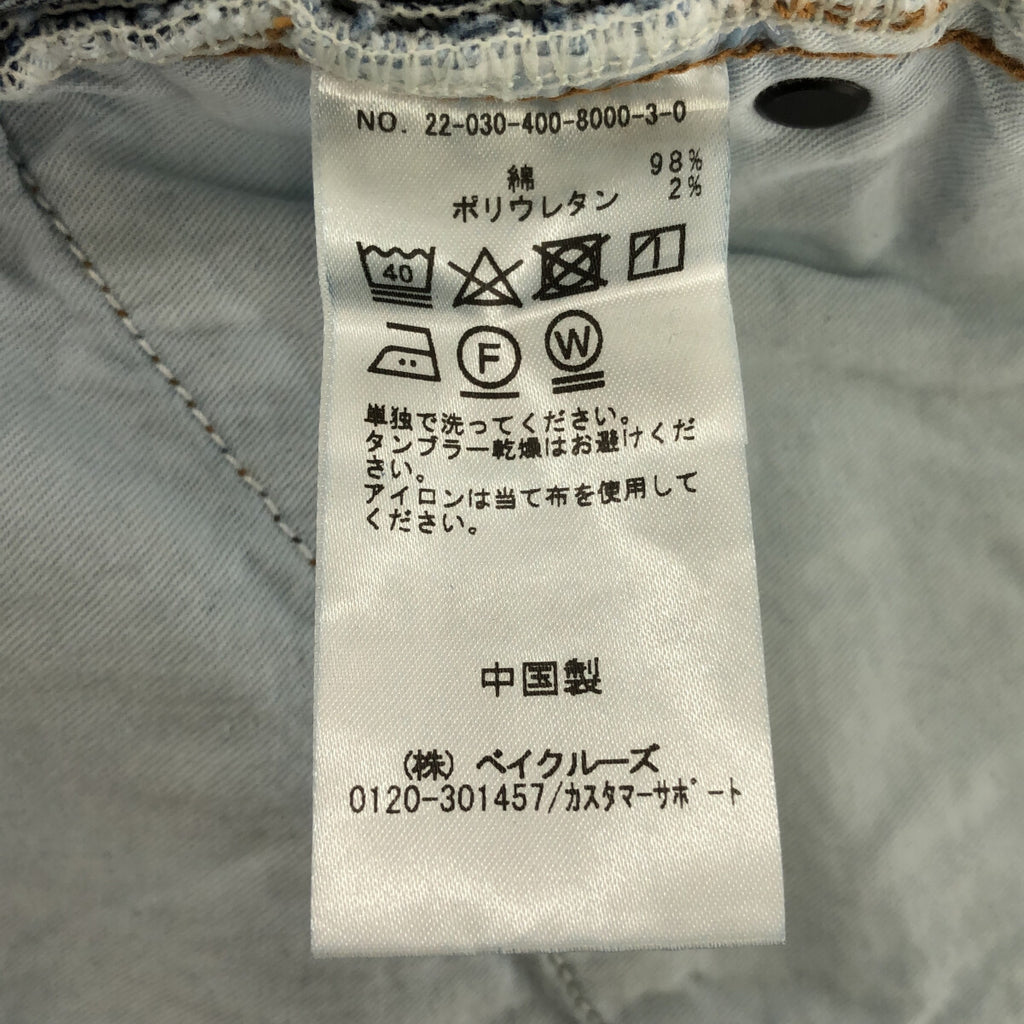 NO. 22-030-400-8000-3-0
綿 98%
ポリウレタン 2%
40
F W
単独で洗ってください。
タンブラー乾燥はお避けくだ
さい。
アイロンは当て布を使用して
ください。
中国製
(株) ベイクルーズ
0120-301457/カスタマーサポート